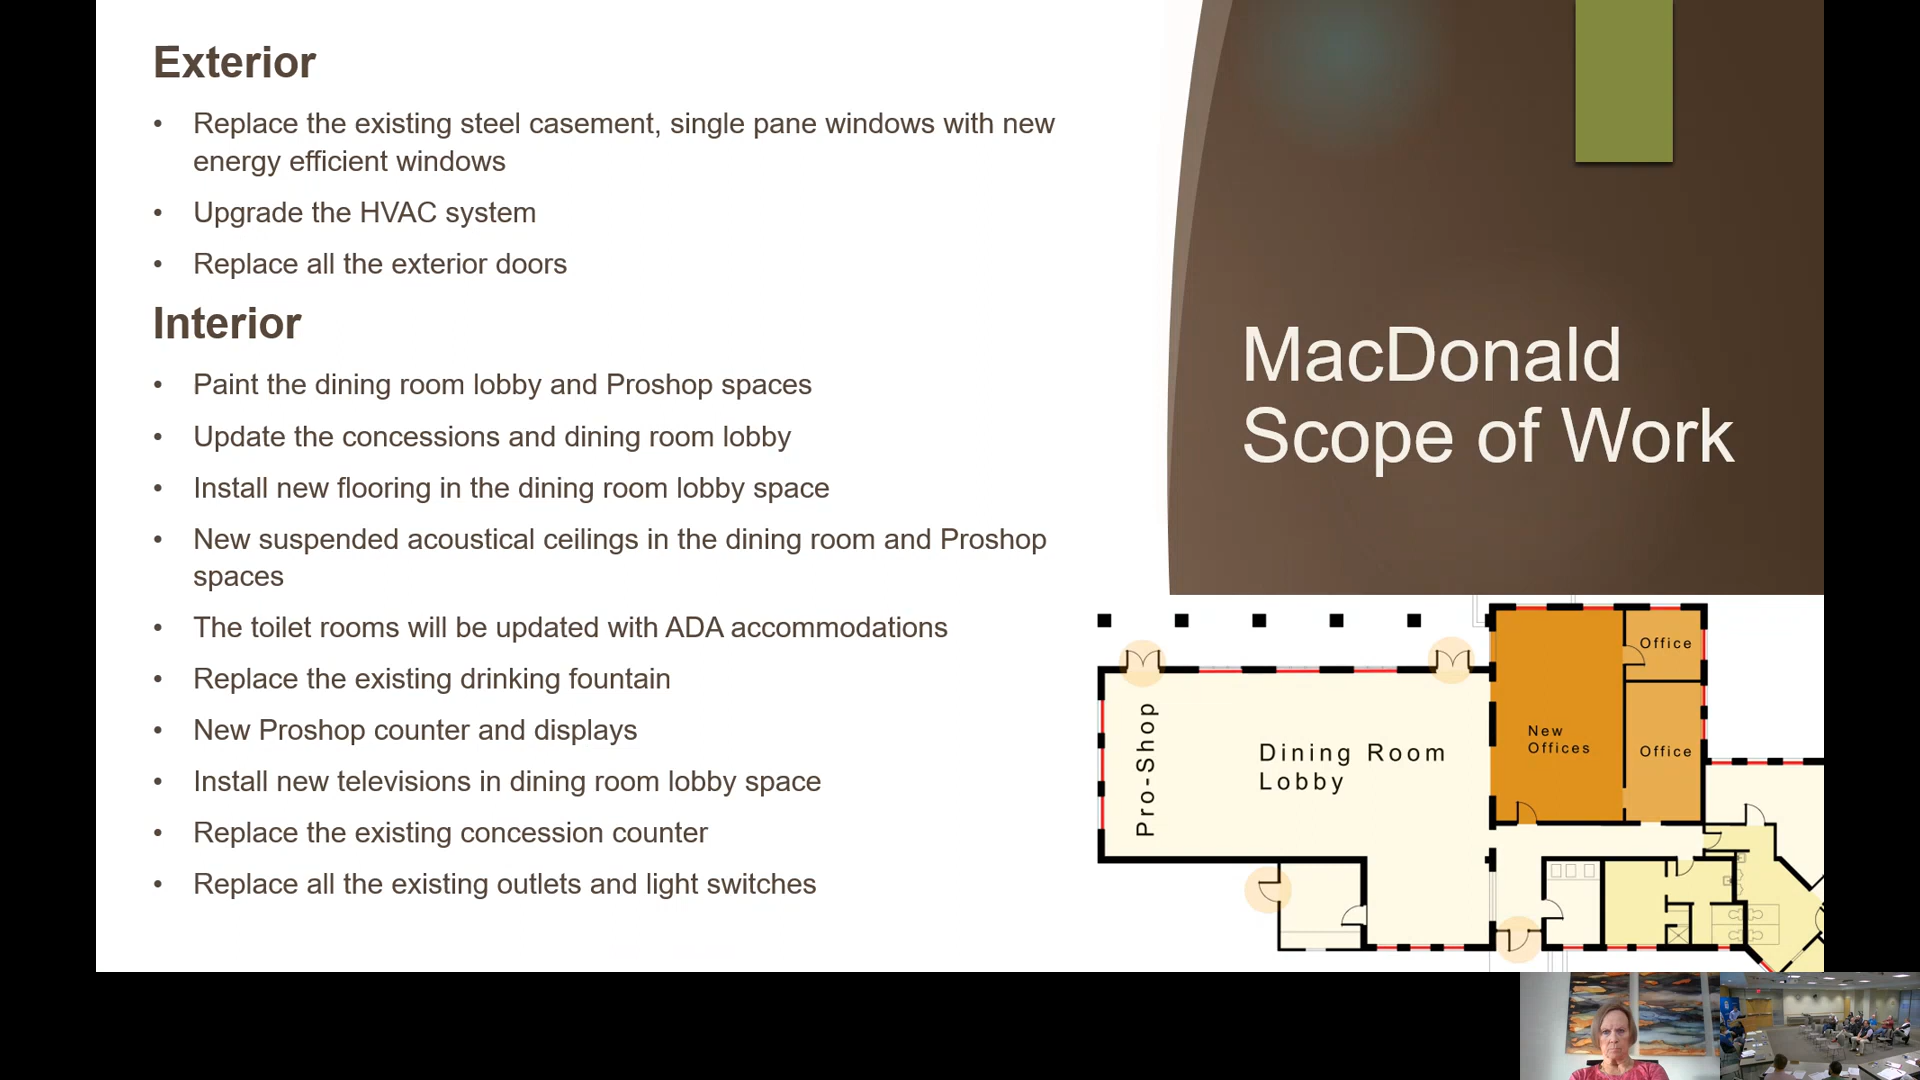 Exterior
• Replace the existing steel casement, single pane windows with new
energy efficient windows
• Upgrade the HVAC system
• Replace all the exterior doors
Interior
• Paint the dining room lobby and Proshop spaces
• Update the concessions and dining room lobby
• Install new flooring in the dining room lobby space
• New suspended acoustical ceilings in the dining room and Proshop
spaces
• The toilet rooms will be updated with ADA accommodations
• Replace the existing drinking fountain
• New Proshop counter and displays
• Install new televisions in dining room lobby space
• Replace the existing concession counter
• Replace all the existing outlets and light switches
MacDonald
Scope of Work
Pro-Shop
Dining Room
Lobby
New
Offices
Office
Office